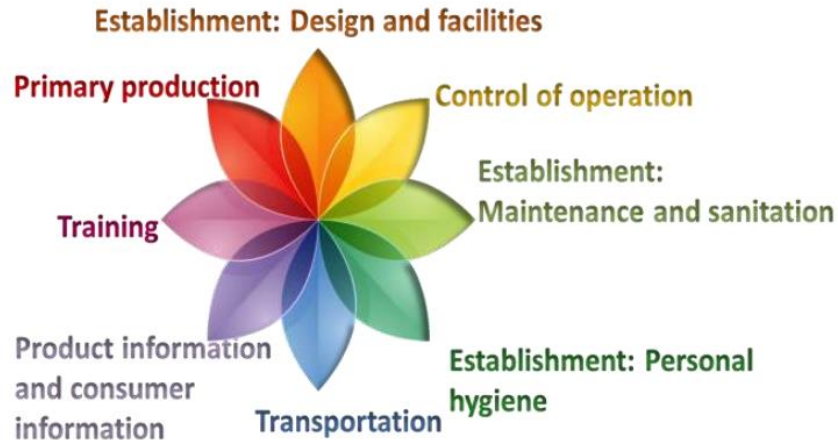 Establishment: Design and facilities
Primary production
Control of operation
Establishment:
Maintenance and sanitation
Training
Product information
and consumer
information
Establishment: Personal
hygiene
Transportation